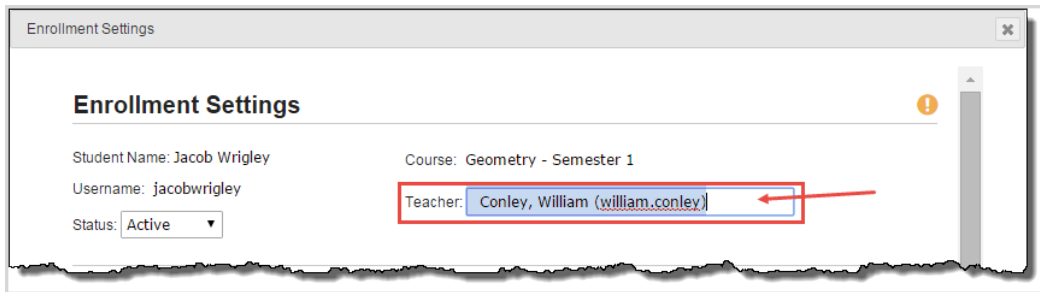 Enrollment Settings
Enrollment Settings
Student Name: Jacob Wrigley
Course: Geometry - Semester 1
Username: jacobwrigley
Teacher: Conley, William (william.conley)
Status: Active